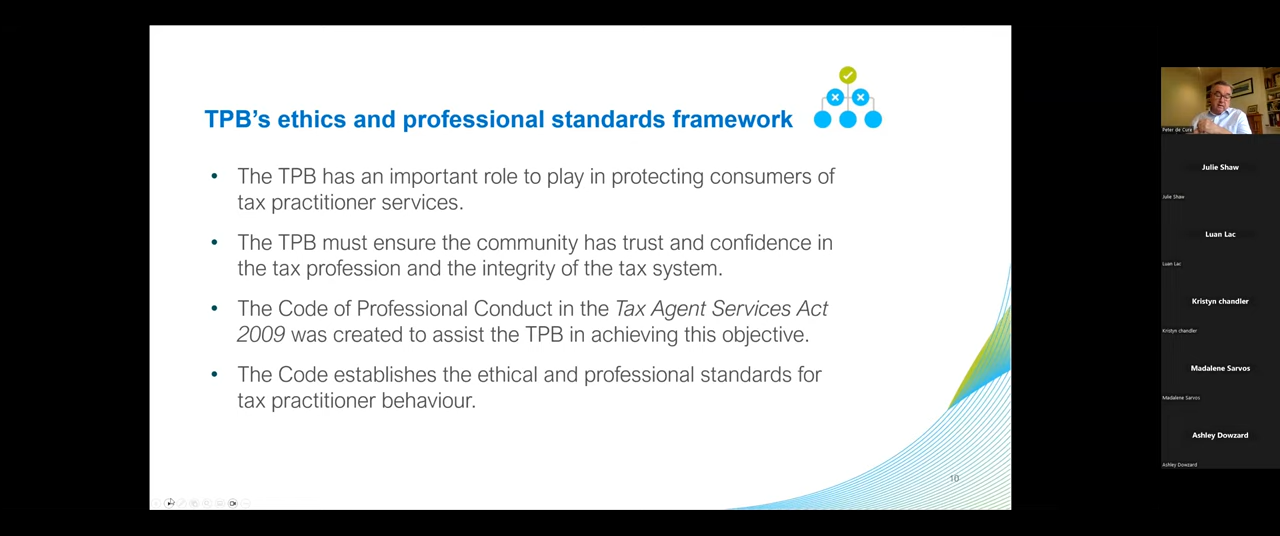 TPB's ethics and professional standards framework
• The TPB has an important role to play in protecting consumers of
tax practitioner services.
• The TPB must ensure the community has trust and confidence in
the tax profession and the integrity of the tax system.
• The Code of Professional Conduct in the Tax Agent Services Act
2009 was created to assist the TPB in achieving this objective.
• The Code establishes the ethical and professional standards for
tax practitioner behaviour.
10
Peter de Cure
Julie Shaw
Julie Shaw
Luan Lac
Luan Lac
Kristyn chandler
Kristyn chandler
Madalene Sarvos
Madalene Sarvos
Ashley Dowzard
Ashley Dowzard